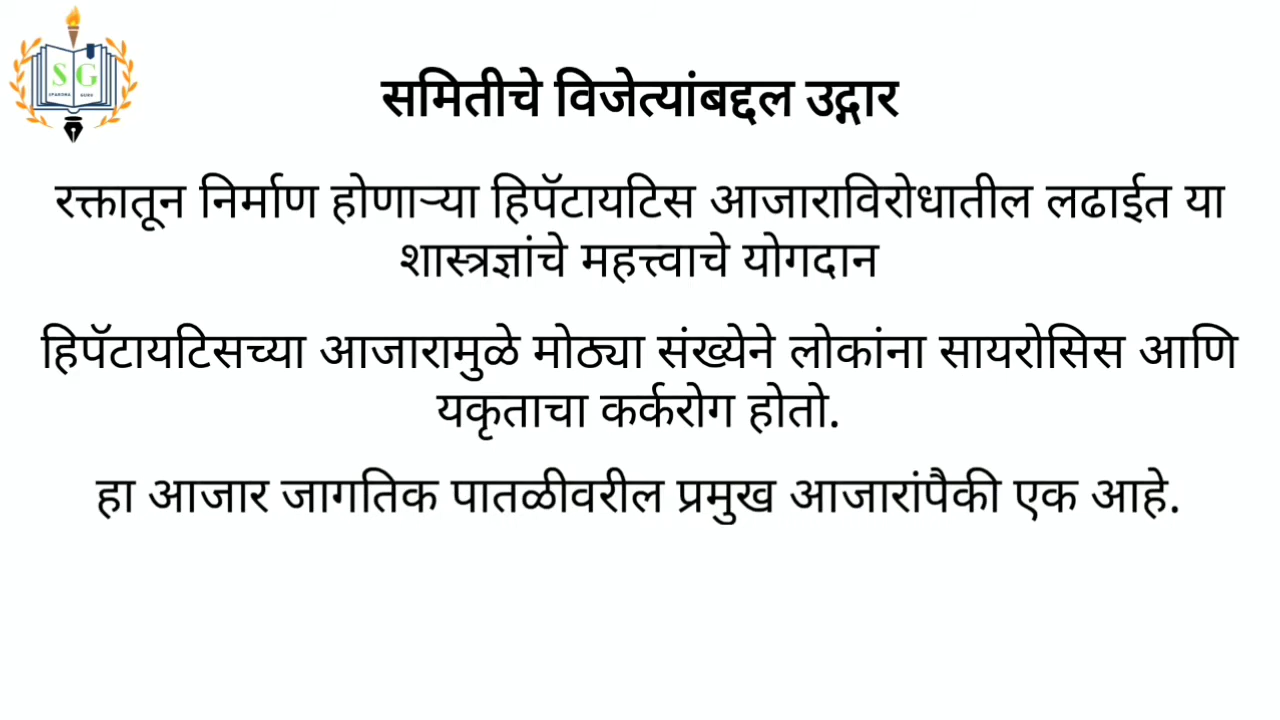 S G
समितीचे विजेत्यांबद्दल उद्गार
रक्तातून निर्माण होणाऱ्या हिपॅटायटिस आजाराविरोधातील लढाईत या
शास्त्रज्ञांचे महत्त्वाचे योगदान
हिपॅटायटिसच्या आजारामुळे मोठ्या संख्येने लोकांना सायरोसिस आणि
यकृताचा कर्करोग होतो.
हा आजार जागतिक पातळीवरील प्रमुख आजारांपैकी एक आहे.